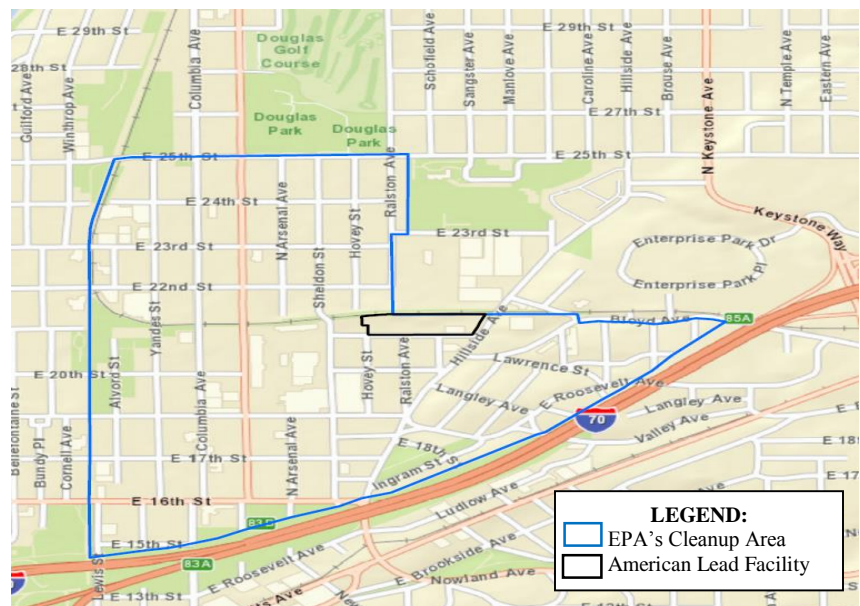 E 29th St
E 29th St
Douglas
Golf
Course
28th St
Columbia Ave
Schofield Ave
Sangster Ave
Manlove Ave
Caroline Ave
Hillside Ave
Brouse Ave
N Keystone Ave
N Temple Ave
Eastern Ave
Guilford Ave
Winthrop Ave
E 27th St
Douglas
Park
Douglas
Park
E 25th St
E 25th St
Ralston Ave
E 24th St
N Arsenal Ave
Hovey St
Sheldon St
E 23rd St
E 23rd St
Keystone
Way
Enterprise Park Dr
Enterprise Park Pl
E 22nd St
Yandes St
Alvord St
Bloyd Ave
85A
Hillside Ave
Hovey St
Ralston Ave
Lawrence St
E 20th St
Langley Ave
E Roosevelt Ave
Langley Ave
Bellefontaine St
Bundy Pl
Cornell Ave
Columbia Ave
N Arsenal Ave
70
Valley Ave
E 18th St
E 18th
E 17th St
E 17
Ingram St
E 16th St
Ludlow Ave
83B
E 15th St
83A
Lewis St
E Roosevelt Ave
E Brookside Ave
Nowland Ave
E 13th St
LEGEND:
EPA's Cleanup Area
American Lead Facility